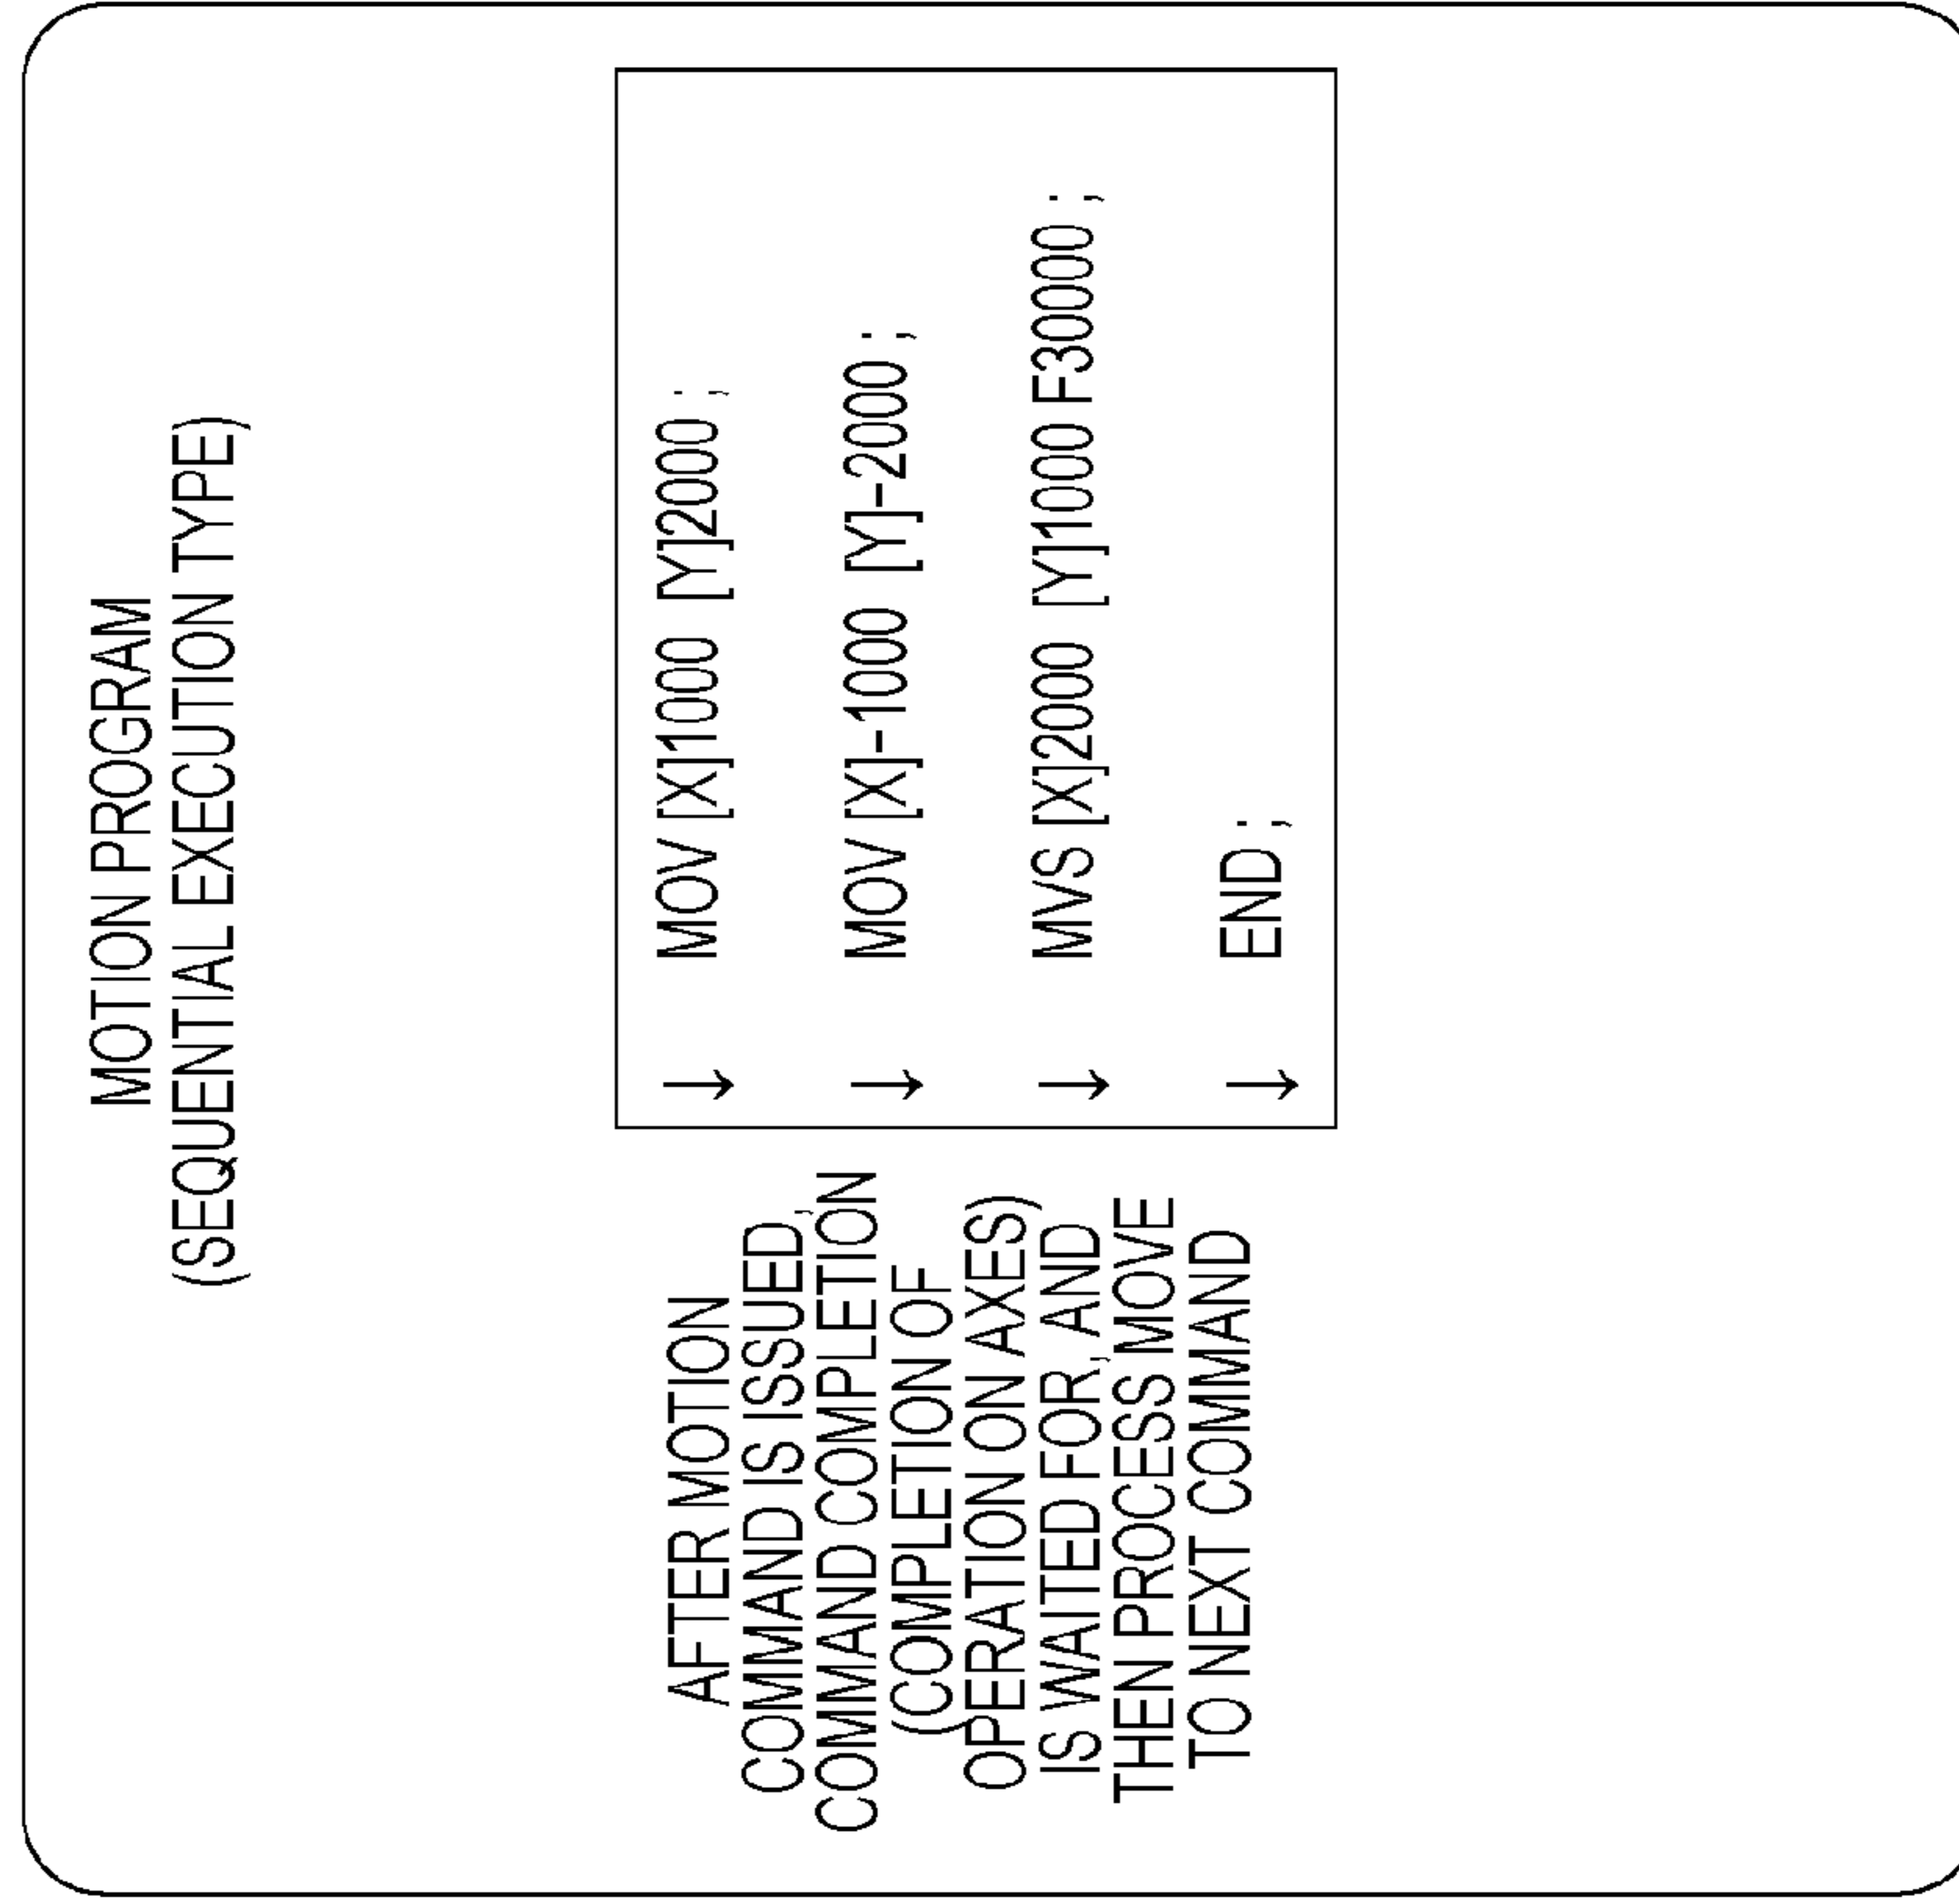 MOTION PROGRAM
(SEQUENTIAL EXECUTION TYPE)
AFTER MOTION
COMMAND IS ISSUED,
COMMAND COMPLETION
(COMPLETION OF
OPERATION ON AXES)
IS WAITED FOR, AND
THEN PROCESS MOVE
TO NEXT COMMAND
↓ MOV [X]1000 [Y]2000 ;
↓ MOV [X]-1000 [Y]-2000 ;
↓ MVS [X]2000 [Y]1000 F30000 ;
↓ END ;